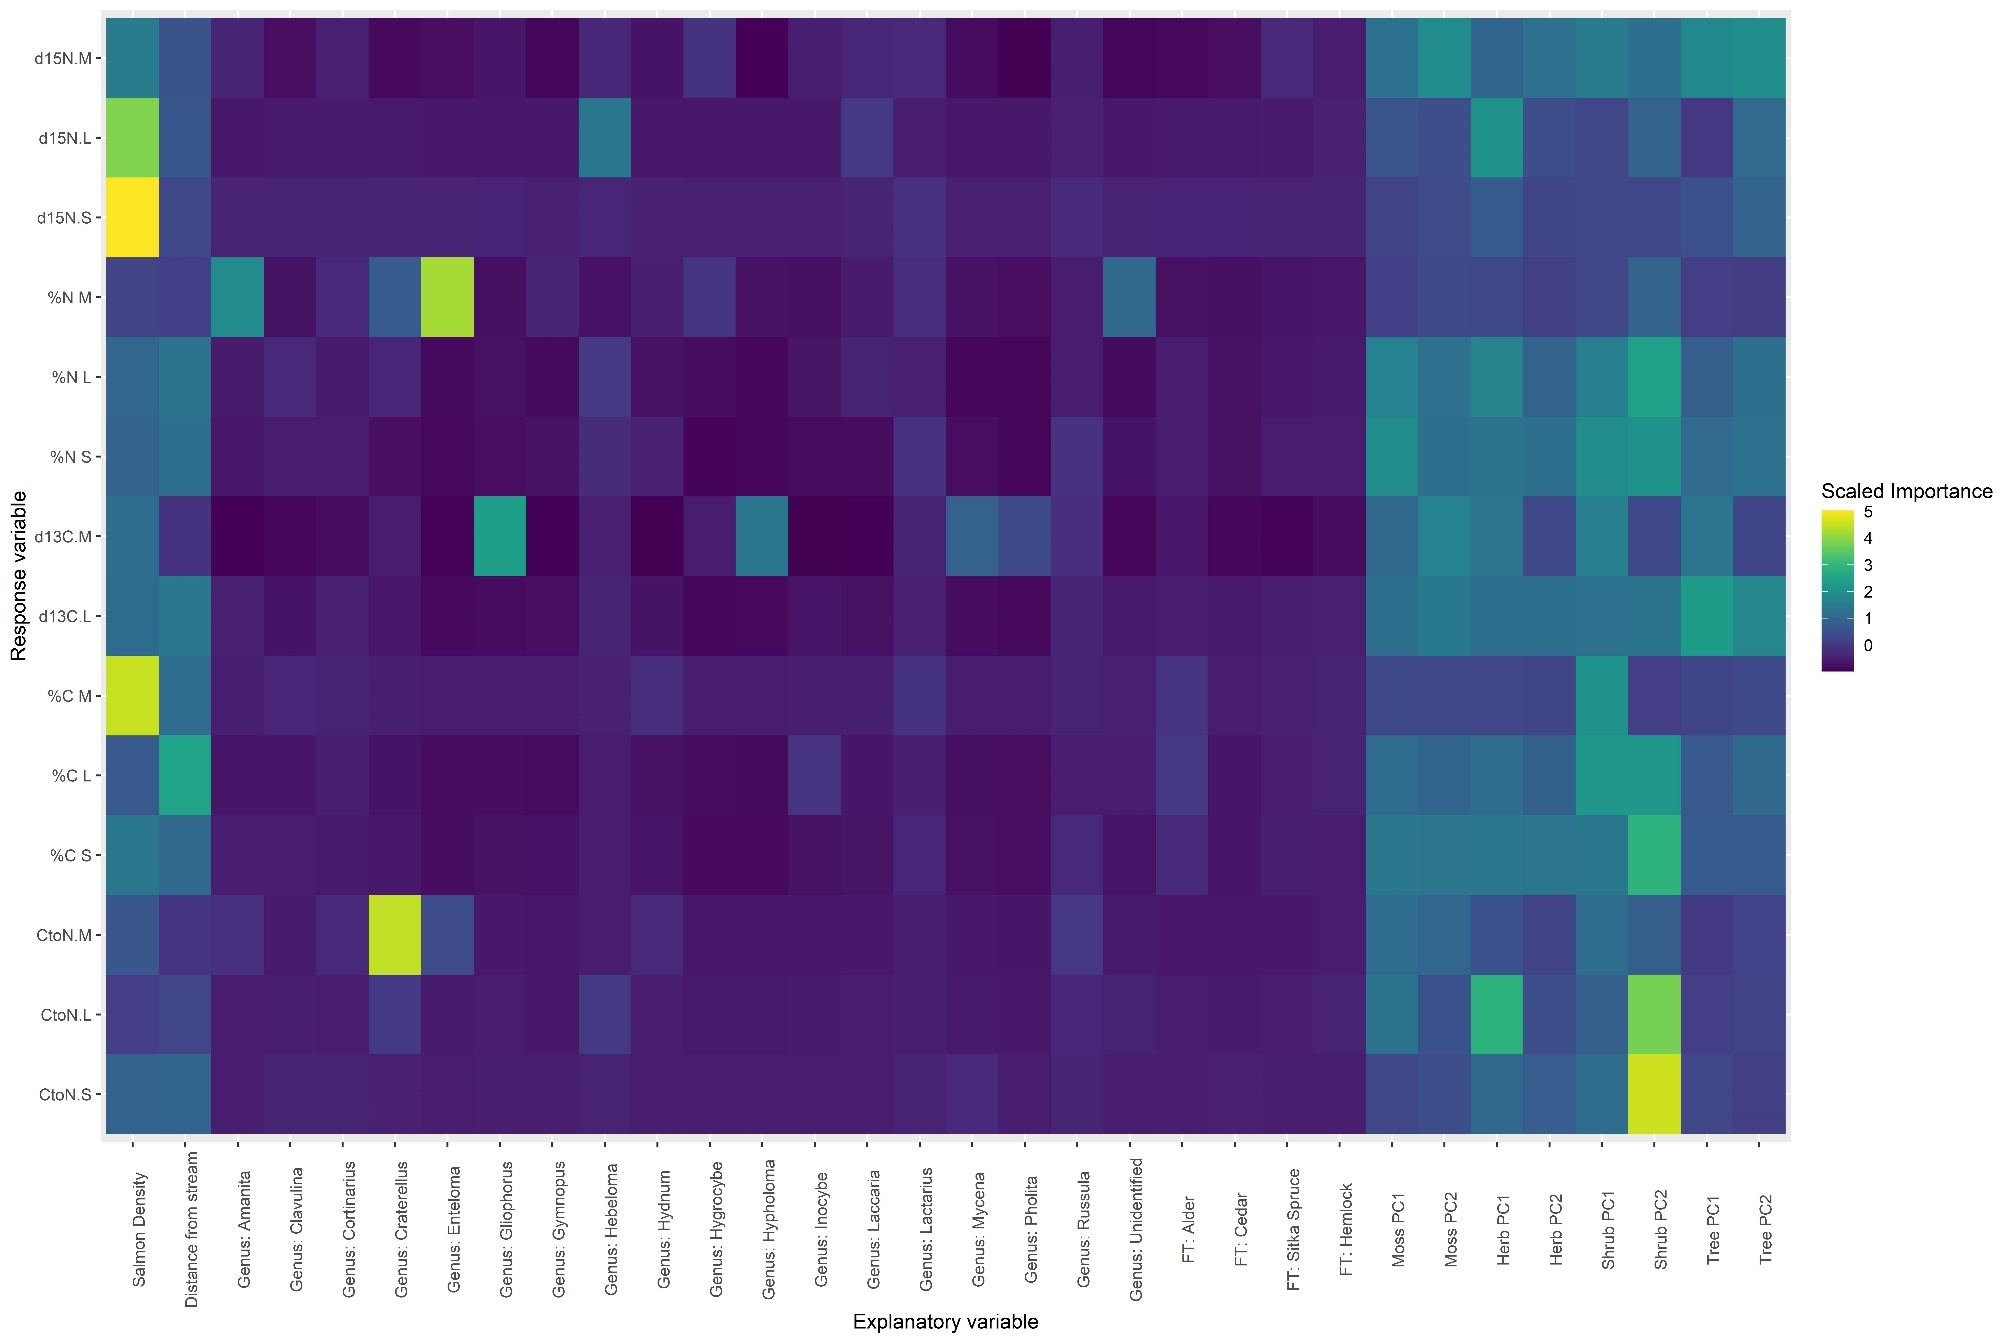 d15N.M
d15N.L
d15N.S
%N M
%N L
%N S
d13C.M
d13C.L
%C M
%C L
%C S
CtoN.M
CtoN.L
CtoN.S
Response variable
Salmon Density
Distance from stream
Genus: Amanita
Genus: Clavulina
Genus: Cortinarius
Genus: Craterellus
Genus: Enteloma
Genus: Gliophorus
Genus: Gymnopus
Genus: Hebeloma
Genus: Hydnum
Genus: Hygrocybe
Genus: Hypholoma
Genus: Inocybe
Genus: Laccaria
Genus: Lactarius
Genus: Mycena
Genus: Pholita
Genus: Russula
Genus: Unidentified
FT: Alder
FT: Cedar
FT: Sitka Spruce
FT: Hemlock
Moss PC1
Moss PC2
Herb PC1
Herb PC2
Shrub PC1
Shrub PC2
Tree PC1
Tree PC2
Explanatory variable
Scaled Importance
5
4
3
2
1
0